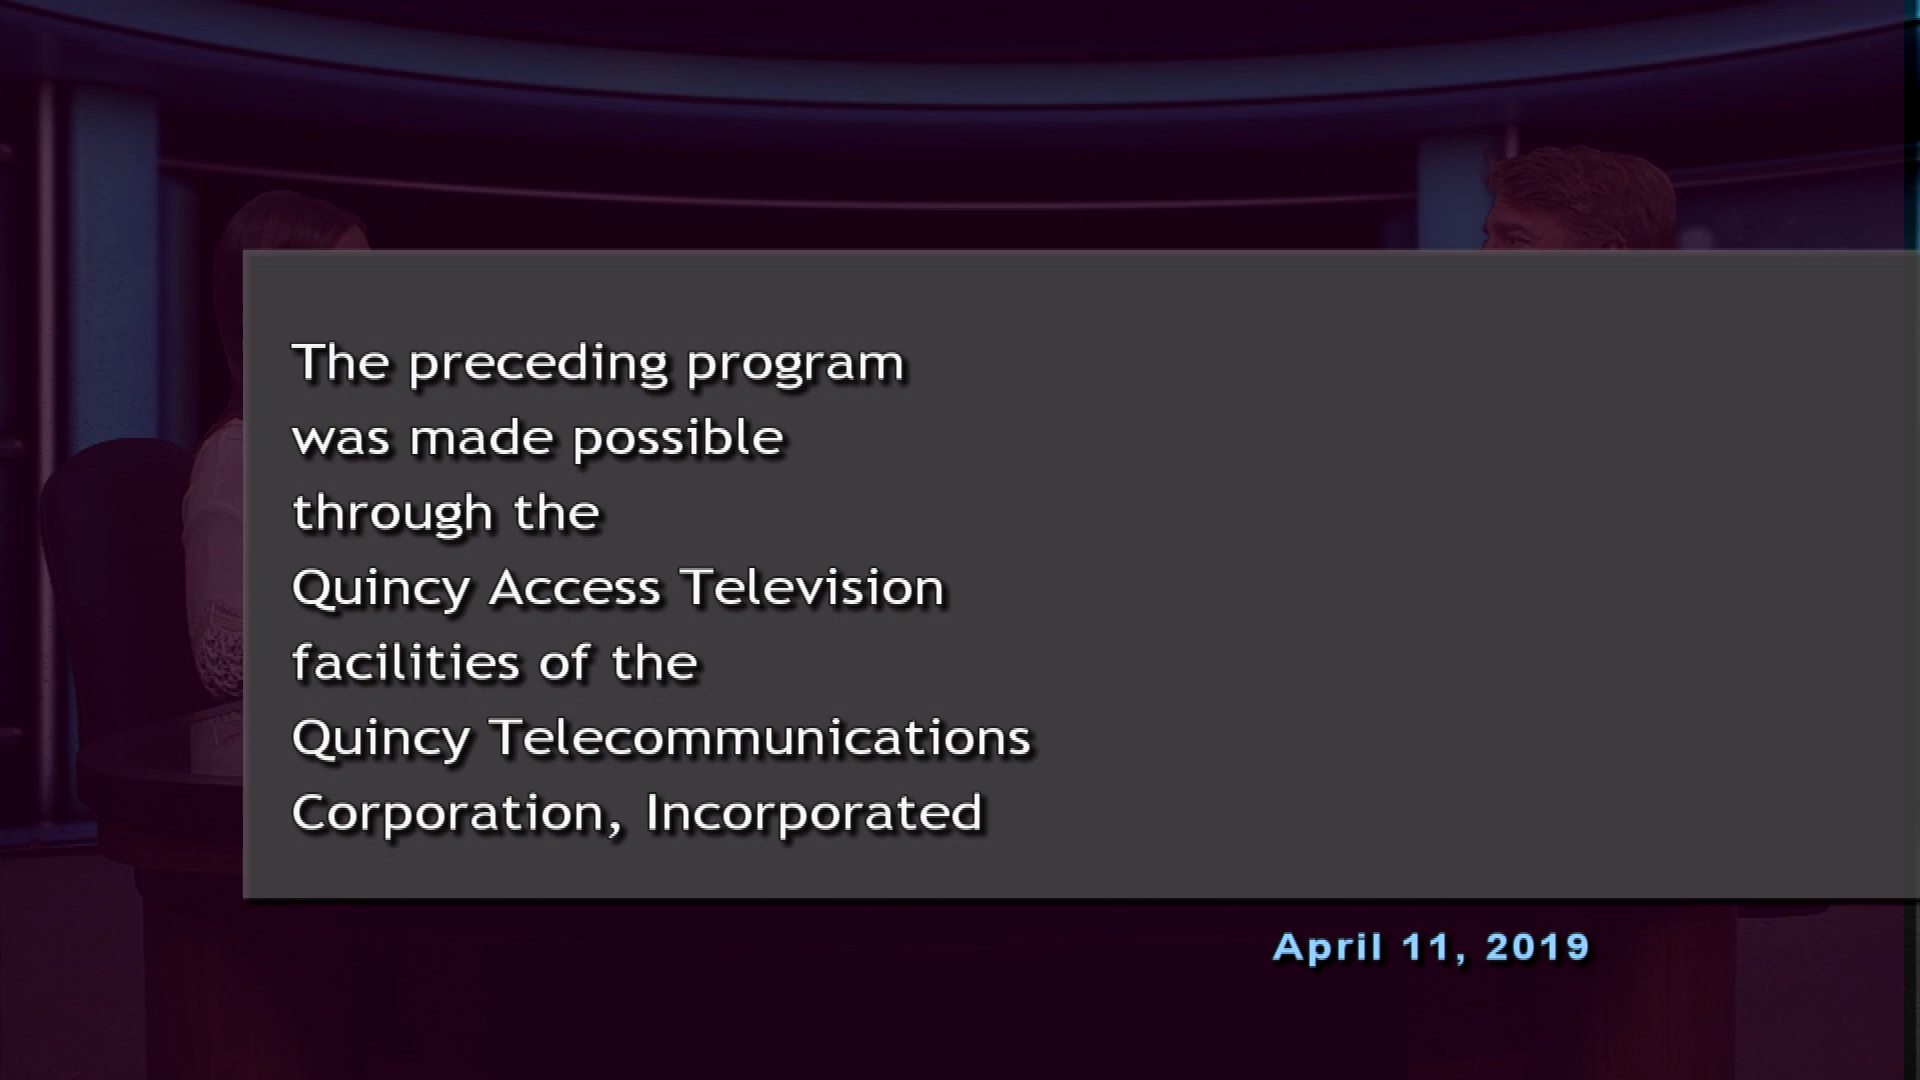 The preceding program
was made possible
through the
Quincy Access Television
facilities of the
Quincy Telecommunications
Corporation, Incorporated
April 11, 2019